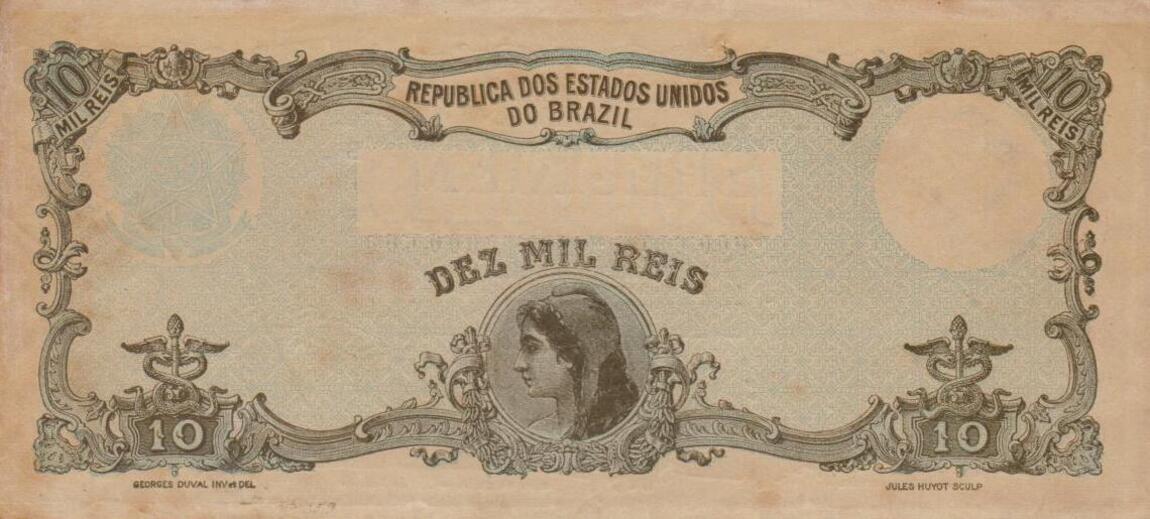 10
MIL REIS
REPUBLICA DOS ESTADOS UNIDOS
DO BRAZIL
10
MIL REIS
DEZ MIL REIS
10
10
GEORGES DUVAL INV et DEL
JULES HUYOT SCULP